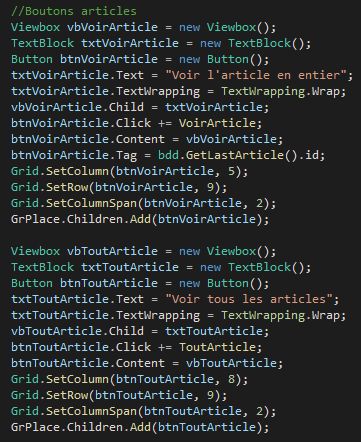 //Boutons articles
Viewbox vbVoirArticle = new Viewbox();
TextBlock txtVoirArticle = new TextBlock();
Button btnVoirArticle = new Button();
txtVoirArticle.Text = "Voir l'article en entier";
txtVoirArticle.TextWrapping = TextWrapping.Wrap;
vbVoirArticle.Child = txtVoirArticle;
btnVoirArticle.Click += VoirArticle;
btnVoirArticle.Content = vbVoirArticle;
btnVoirArticle.Tag = bdd.GetLastArticle().id;
Grid.SetColumn(btnVoirArticle, 5);
Grid.SetRow(btnVoirArticle, 9);
Grid.SetColumnSpan(btnVoirArticle, 2);
GrPlace.Children.Add(btnVoirArticle);
Viewbox vbToutArticle = new Viewbox();
TextBlock txtToutArticle = new TextBlock();
Button btnToutArticle = new Button();
txtToutArticle.Text = "Voir tous les articles";
txtToutArticle.TextWrapping = TextWrapping.Wrap;
vbToutArticle.Child = txtToutArticle;
btnToutArticle.Click += ToutArticle;
btnToutArticle.Content = vbToutArticle;
Grid.SetColumn(btnToutArticle, 8);
Grid.SetRow(btnToutArticle, 9);
Grid.SetColumnSpan(btnToutArticle, 2);
GrPlace.Children.Add(btnToutArticle);